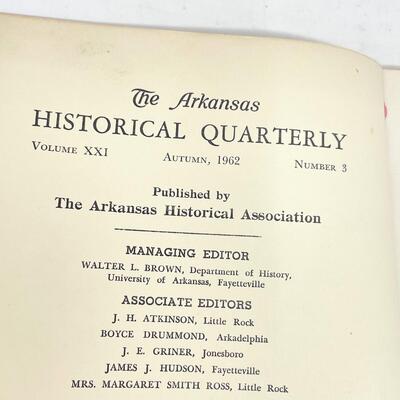 The Arkansas
HISTORICAL QUARTERLY
VOLUME XXI AUTUMN, 1962 NUMBER 3
Published by
The Arkansas Historical Association
MANAGING EDITOR
WALTER L. BROWN, Department of History,
University of Arkansas, Fayetteville
ASSOCIATE EDITORS
J. H. ATKINSON, Little Rock
BOYCE DRUMMOND, Arkadelphia
J. E. GRINER, Jonesboro
JAMES J. HUDSON, Fayetteville
MRS. MARGARET SMITH ROSS, Little Rock